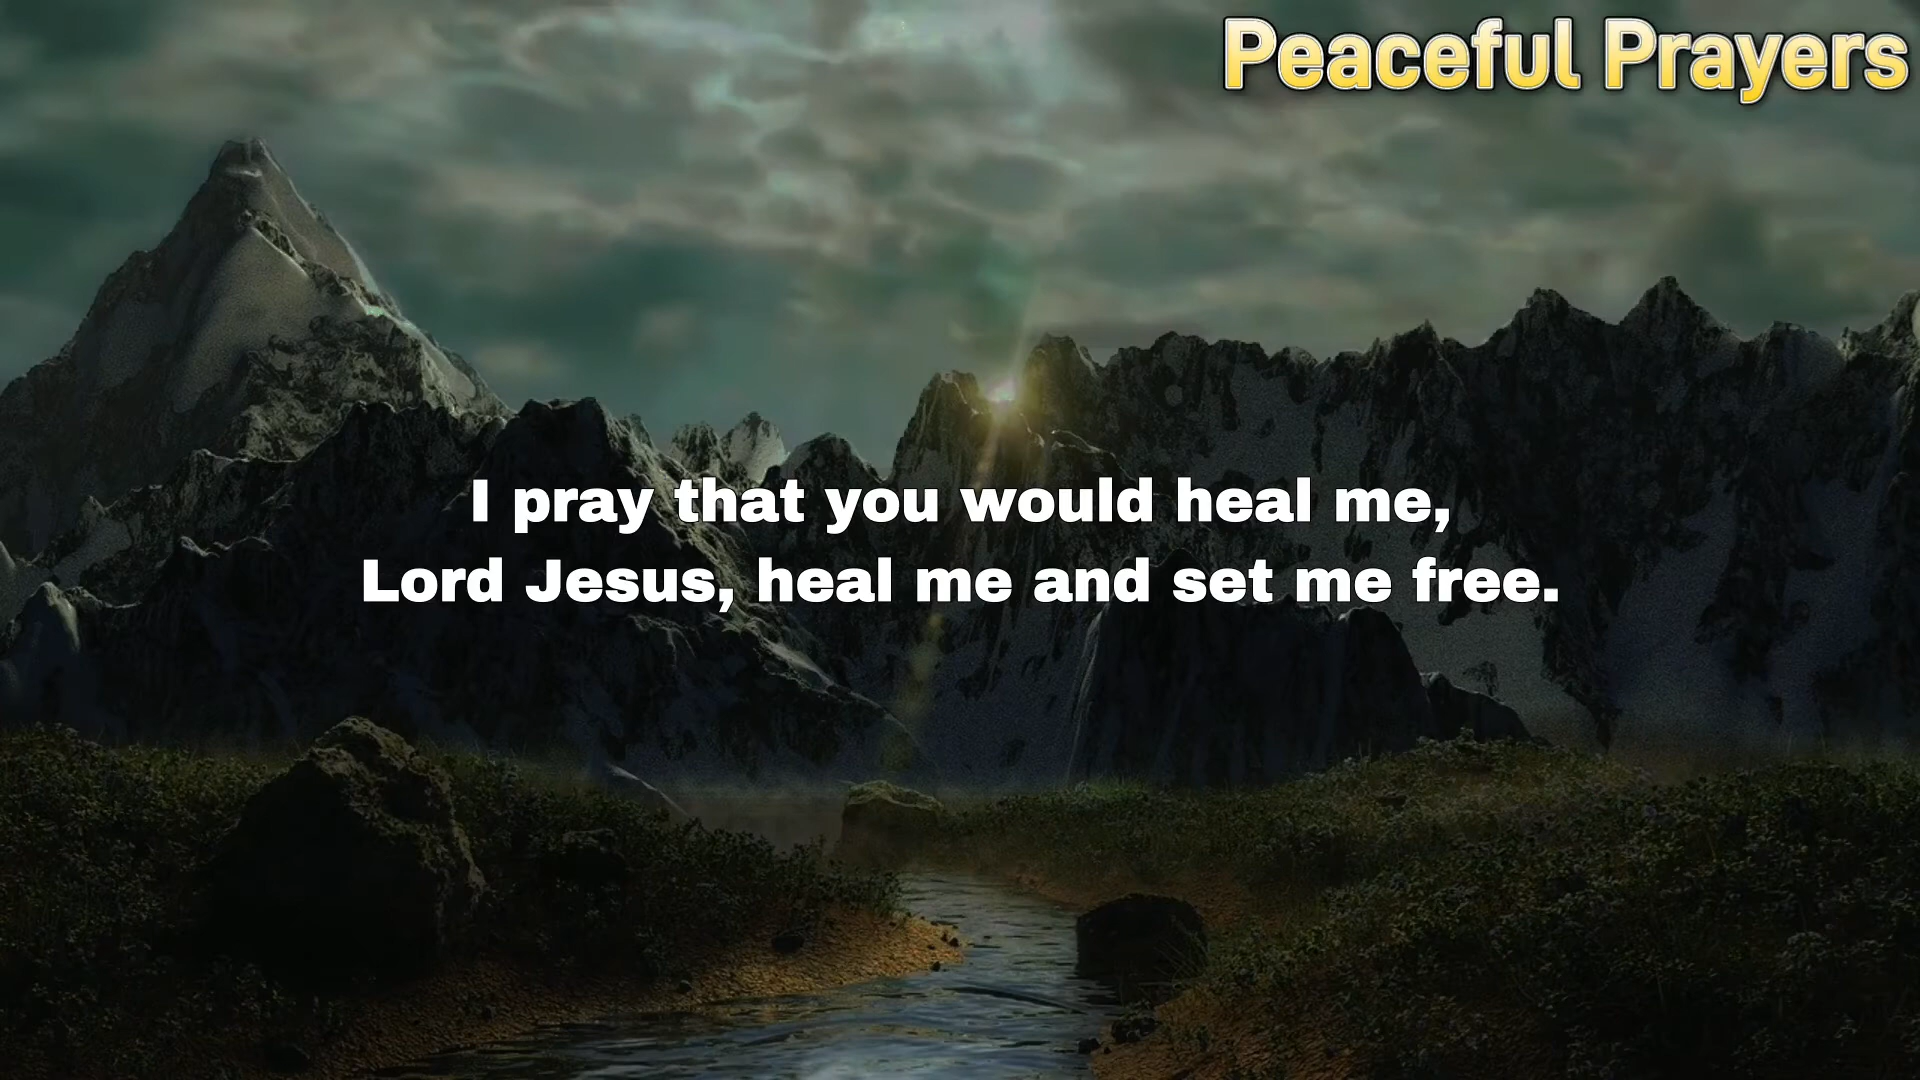 Peaceful Prayers
I pray that you would heal me,
Lord Jesus, heal me and set me free.